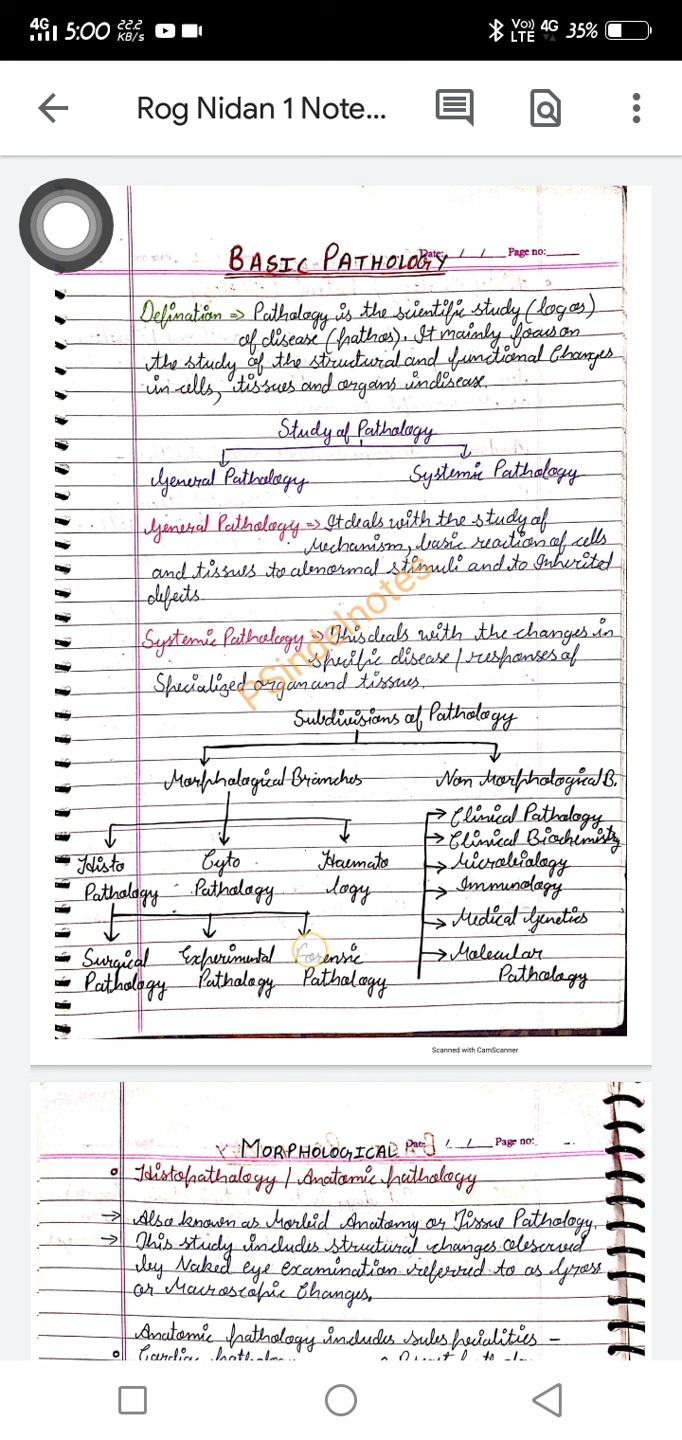 4G 5:00 22.2 KB/s Vo)) LTE 4G 35%
Rog Nidan 1 Note...
Date: / / Page no:
BASIC PATHOLOGY
Defination => Pathology is the scientific study (logos)
of disease (pathos). It mainly focus on
the study of the structural and functional Changes
in cells, tissues and organs in disease.
Study of Pathology
General Pathology Systemic Pathology
General Pathology => It deals with the study of
Mechanism, basic reaction of cells
and tissues to abnormal stimuli and to Inherited
defects.
Systemic Pathology => This deals with the changes in
specific disease / responses of
Specialized organ and tissues.
PSingdelnotes
Subdivisions of Pathology
Morphological Branches Non Morphological B.
Histo Pathology
Cyto Pathology
Haemato logy
Surgical Pathology
Experimental Pathology
Forensic Pathology
Clinical Pathology
Clinical Biochemistry
Microbiology
Immunology
Medical Genetics
Molecular Pathology
Scanned with CamScanner
MORPHOLOGICAL Date / / Page no:
Histopathology / Anatomic pathology
Also known as Morbid Anatomy or Tissue Pathology.
This study includes structural changes observed
by Naked eye examination referred to as Gross
or Macroscopic Changes.
Anatomic pathology includes subspecialities -